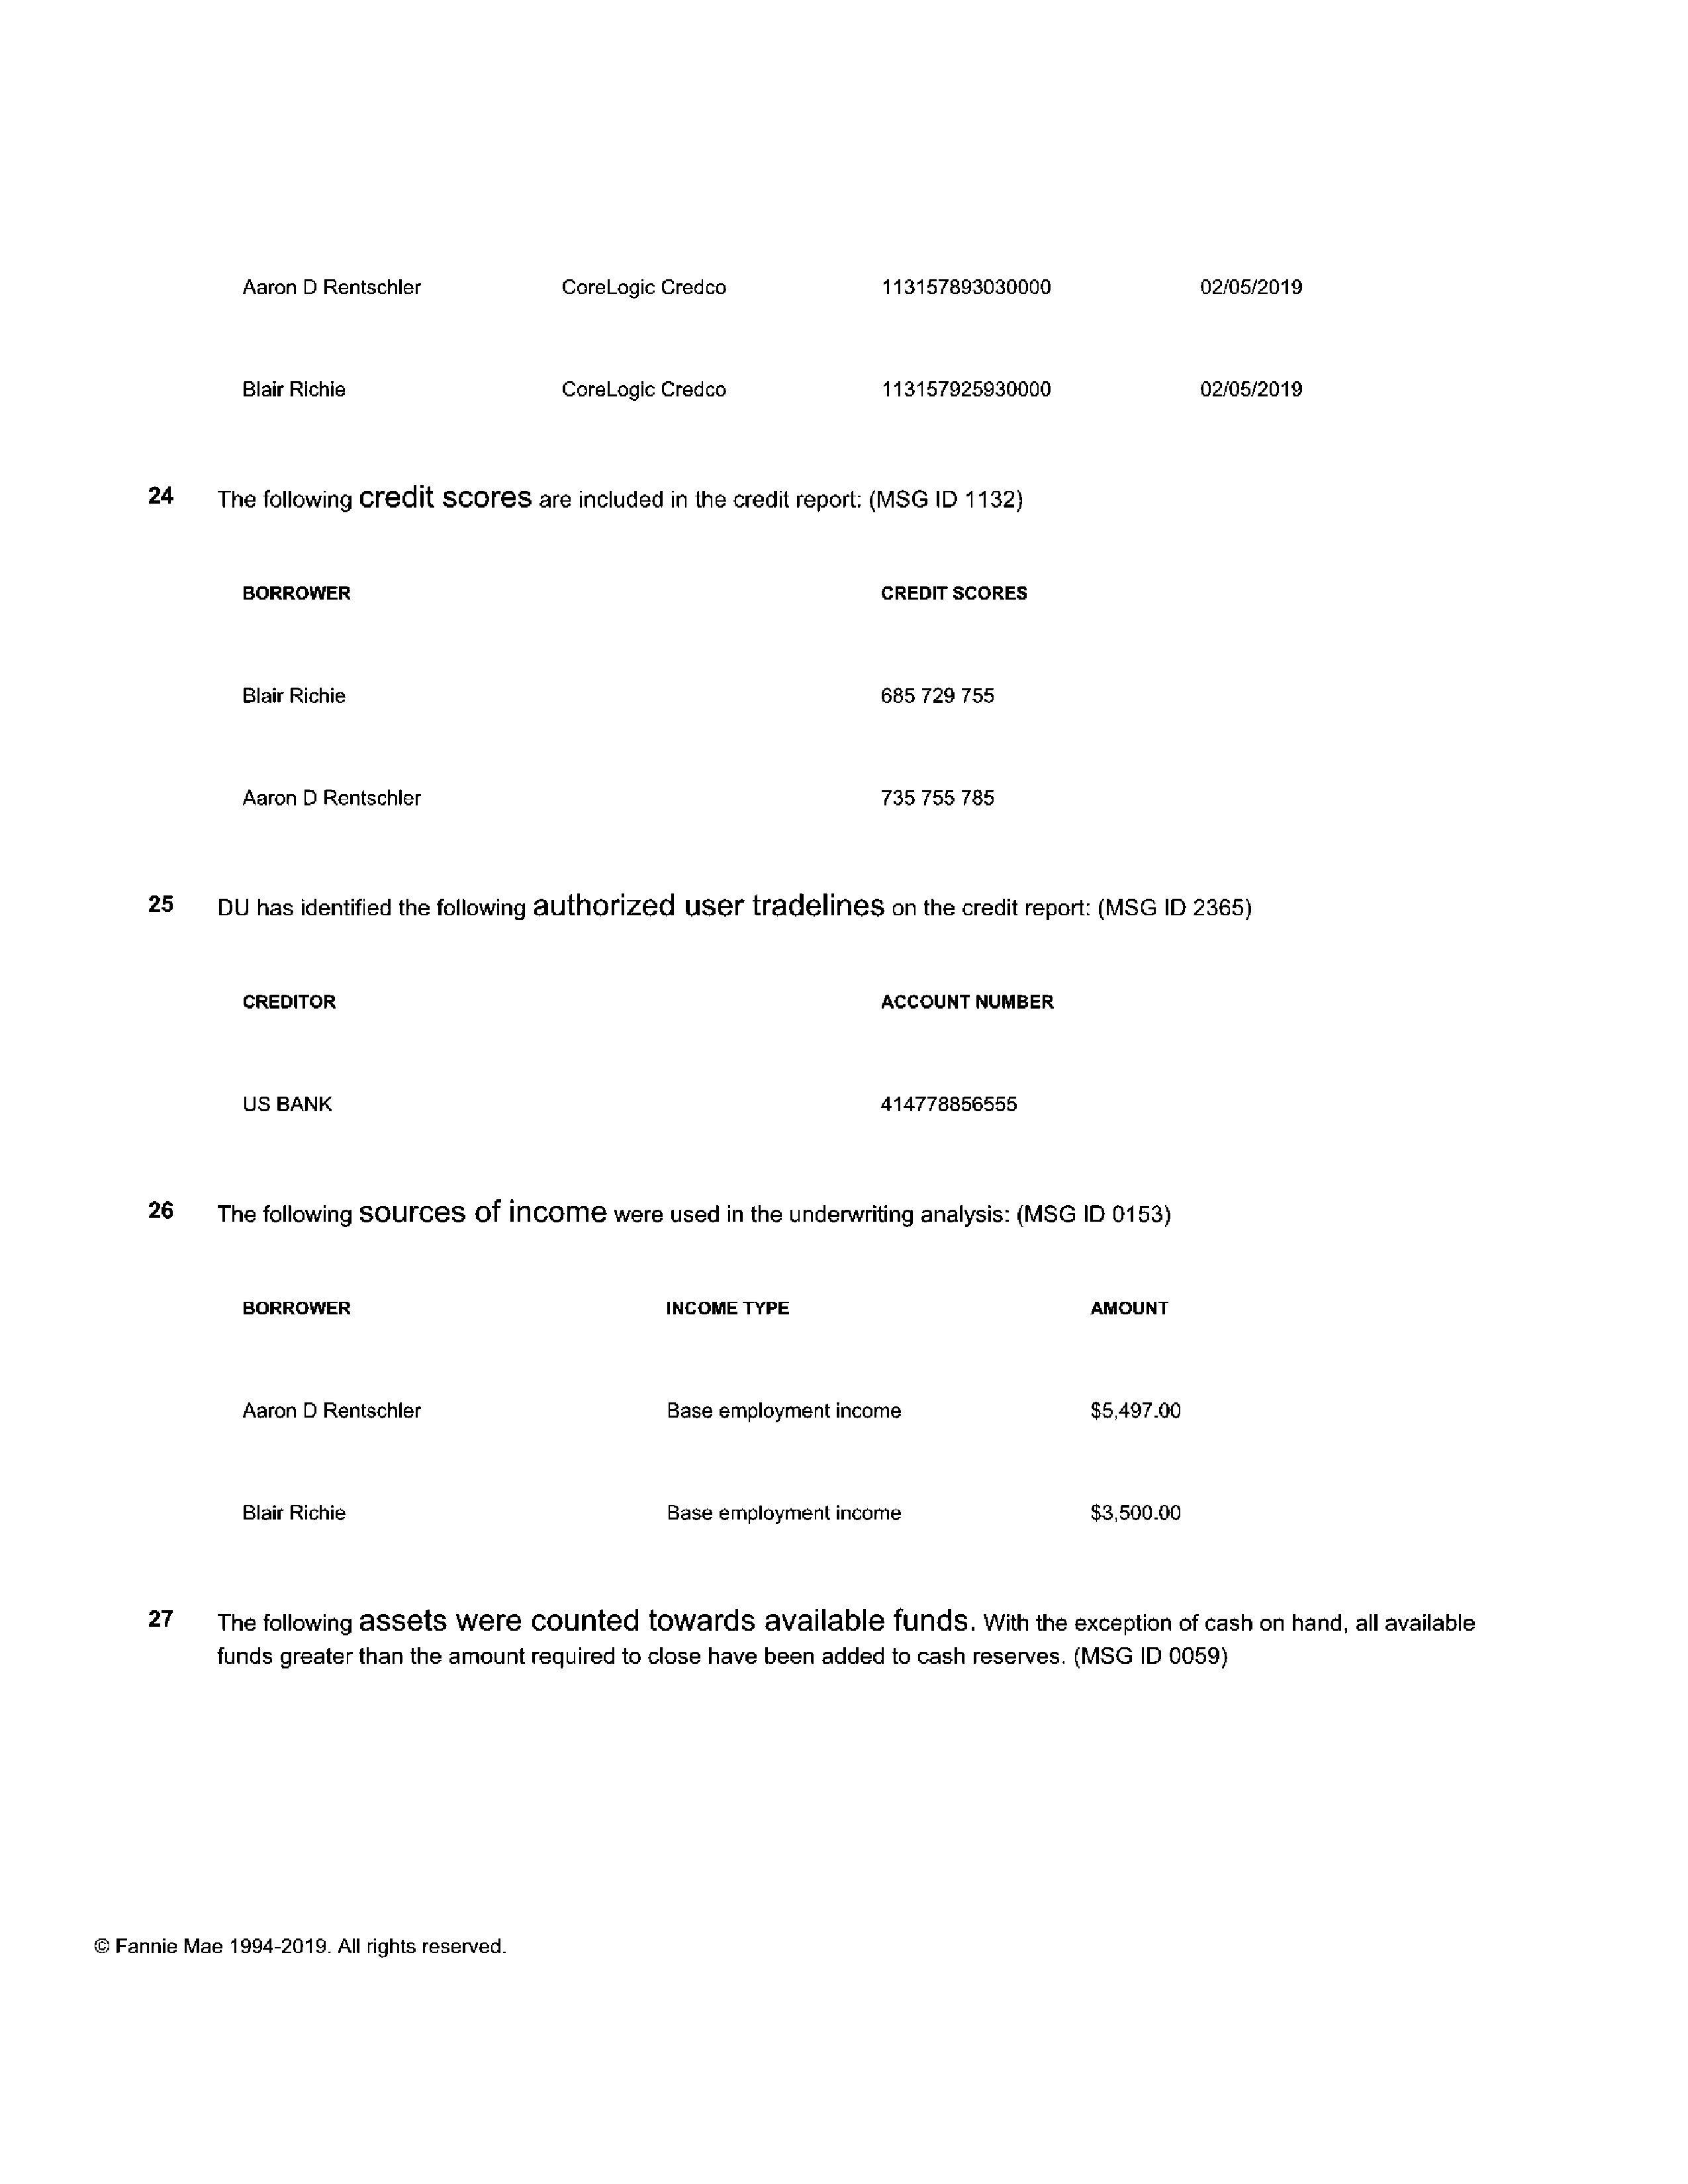 Aaron D Rentschler CoreLogic Credco 113157893030000 02/05/2019
Blair Richie CoreLogic Credco 113157925930000 02/05/2019
24 The following credit scores are included in the credit report: (MSG ID 1132)
BORROWER CREDIT SCORES
Blair Richie 685 729 755
Aaron D Rentschler 735 755 785
25 DU has identified the following authorized user tradelines on the credit report: (MSG ID 2365)
CREDITOR ACCOUNT NUMBER
US BANK 414778856555
26 The following sources of income were used in the underwriting analysis: (MSG ID 0153)
BORROWER INCOME TYPE AMOUNT
Aaron D Rentschler Base employment income $5,497.00
Blair Richie Base employment income $3,500.00
27 The following assets were counted towards available funds. With the exception of cash on hand, all available
funds greater than the amount required to close have been added to cash reserves. (MSG ID 0059)
© Fannie Mae 1994-2019. All rights reserved.